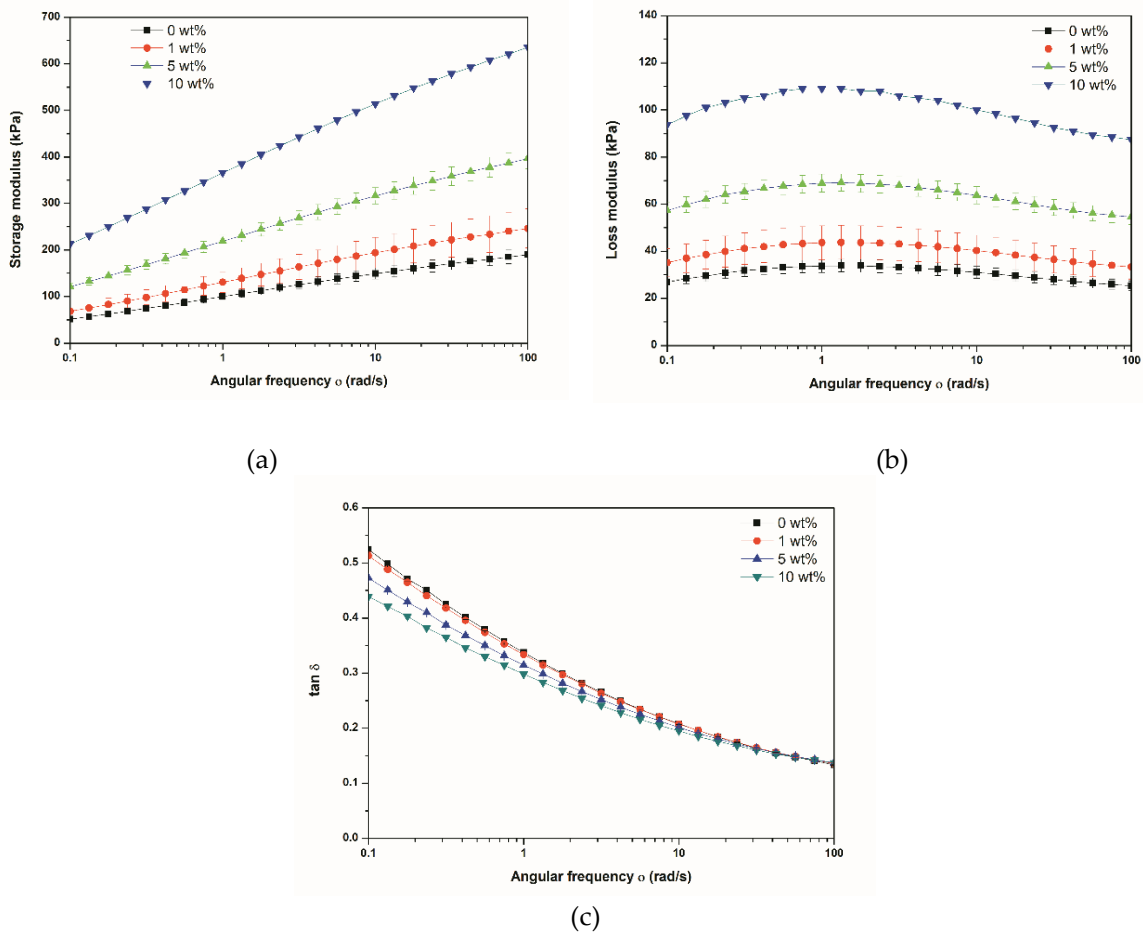 700
600
500
400
300
200
100
0
0.1
1
10
100
Storage modulus (kPa)
Angular frequency ο (rad/s)
0 wt%
1 wt%
5 wt%
10 wt%
(a)
140
120
100
80
60
40
20
0
0.1
1
10
100
Loss modulus (kPa)
Angular frequency ο (rad/s)
0 wt%
1 wt%
5 wt%
10 wt%
(b)
0.6
0.5
0.4
0.3
0.2
0.1
0.0
0.1
1
10
100
tan δ
Angular frequency ο (rad/s)
0 wt%
1 wt%
5 wt%
10 wt%
(c)